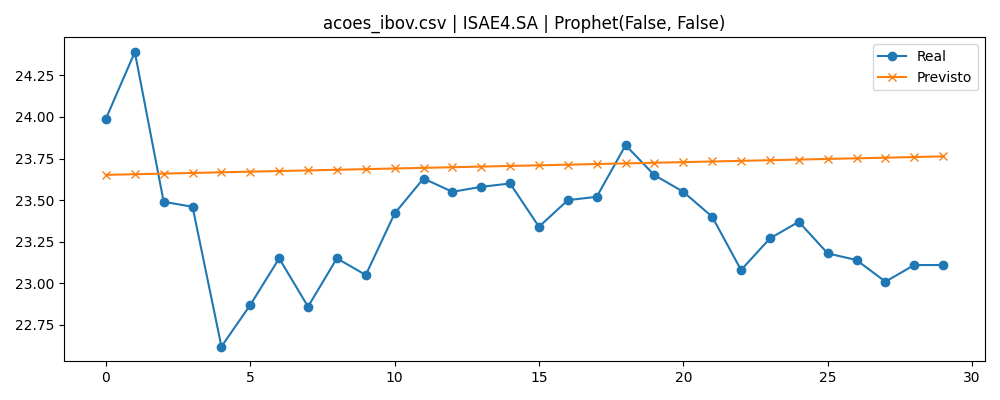 acoes_ibov.csv | ISAE4.SA | Prophet(False, False)
Real
Previsto
24.25
24.00
23.75
23.50
23.25
23.00
22.75
0 5 10 15 20 25 30